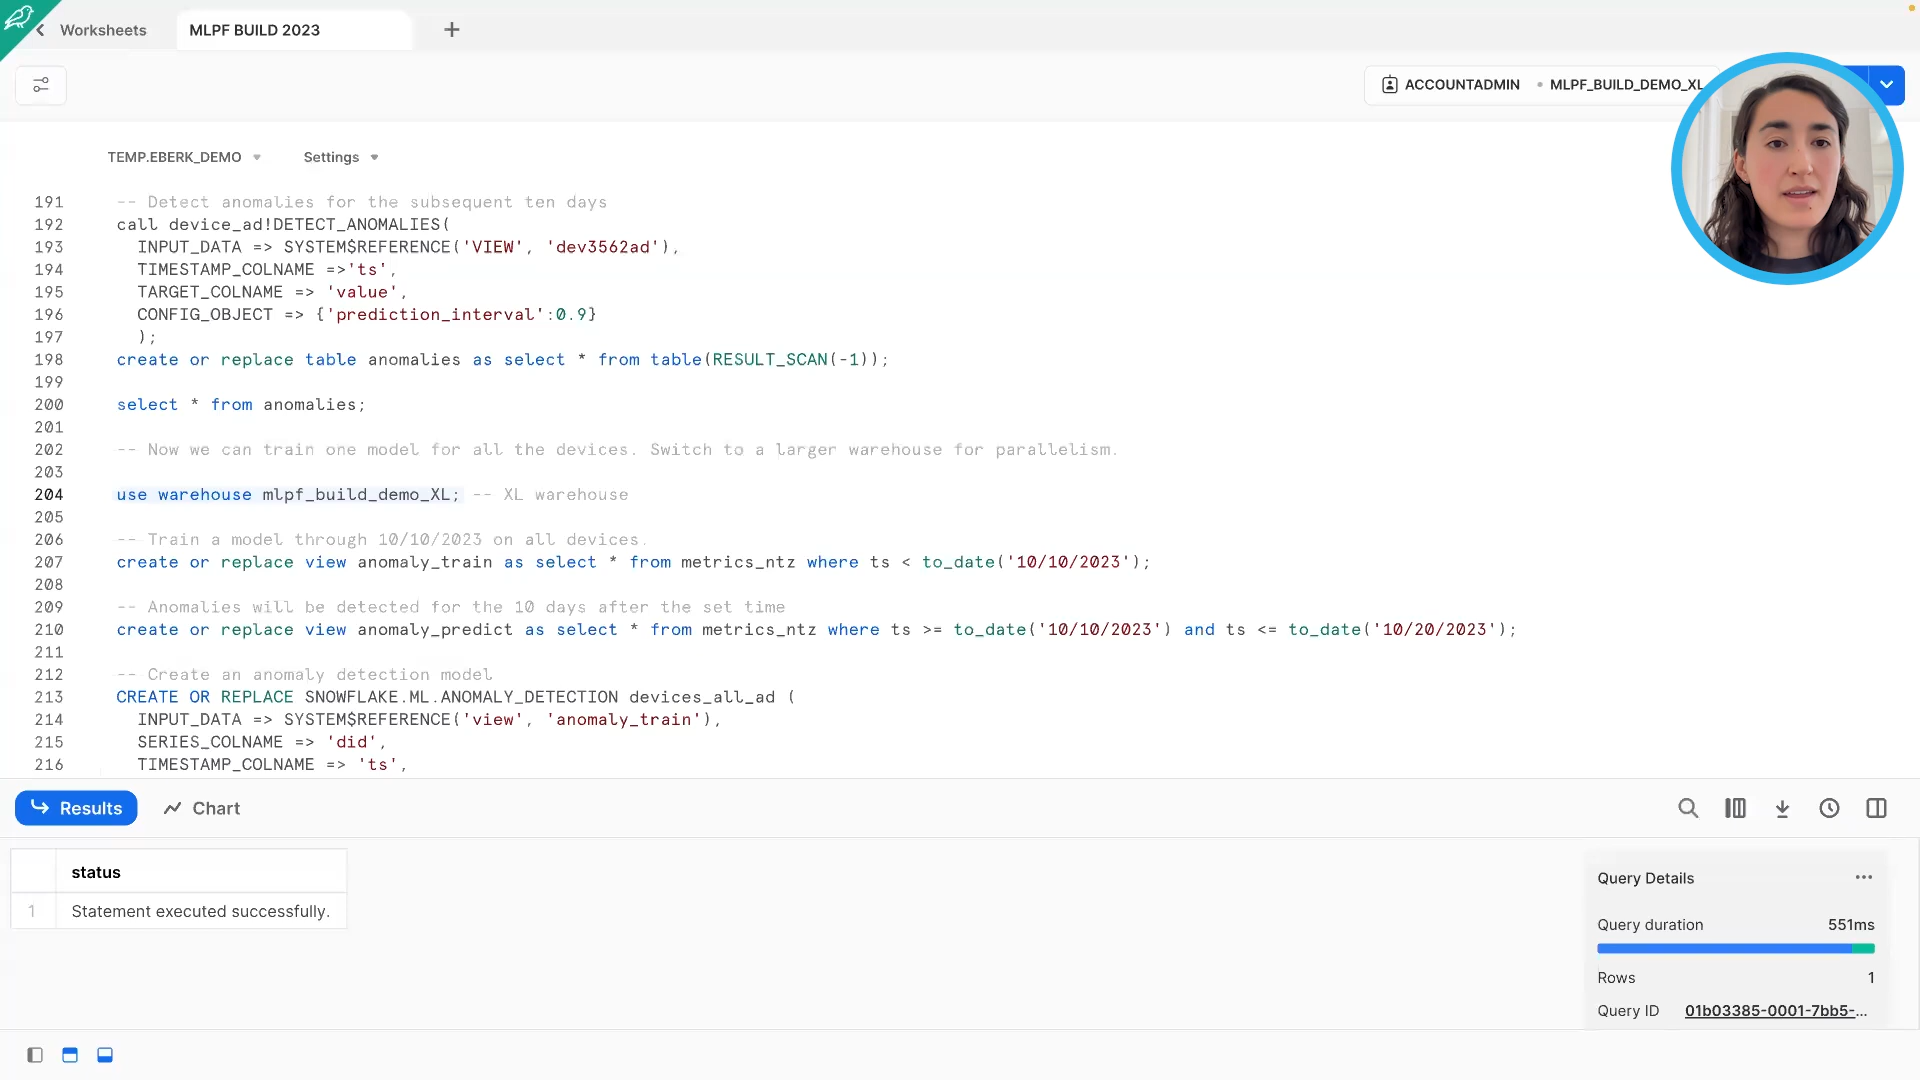 Worksheets
MLPF BUILD 2023
ACCOUNTADMIN
MLPF_BUILD_DEMO_XL
TEMP.EBERK_DEMO
Settings
191 -- Detect anomalies for the subsequent ten days
192 call device_ad!DETECT_ANOMALIES(
193 INPUT_DATA => SYSTEM$REFERENCE('VIEW', 'dev3562ad'),
194 TIMESTAMP_COLNAME =>'ts',
195 TARGET_COLNAME => 'value',
196 CONFIG_OBJECT => {'prediction_interval':0.9}
197 );
198 create or replace table anomalies as select * from table(RESULT_SCAN(-1));
199
200 select * from anomalies;
201
202 -- Now we can train one model for all the devices. Switch to a larger warehouse for parallelism.
203
204 use warehouse mlpf_build_demo_XL; -- XL warehouse
205
206 -- Train a model through 10/10/2023 on all devices.
207 create or replace view anomaly_train as select * from metrics_ntz where ts < to_date('10/10/2023');
208
209 -- Anomalies will be detected for the 10 days after the set time
210 create or replace view anomaly_predict as select * from metrics_ntz where ts >= to_date('10/10/2023') and ts <= to_date('10/20/2023');
211
212 -- Create an anomaly detection model
213 CREATE OR REPLACE SNOWFLAKE.ML.ANOMALY_DETECTION devices_all_ad (
214 INPUT_DATA => SYSTEM$REFERENCE('view', 'anomaly_train'),
215 SERIES_COLNAME => 'did',
216 TIMESTAMP_COLNAME => 'ts',
Results
Chart
status
1 Statement executed successfully.
Query Details
Query duration 551ms
Rows 1
Query ID 01b03385-0001-7bb5-...